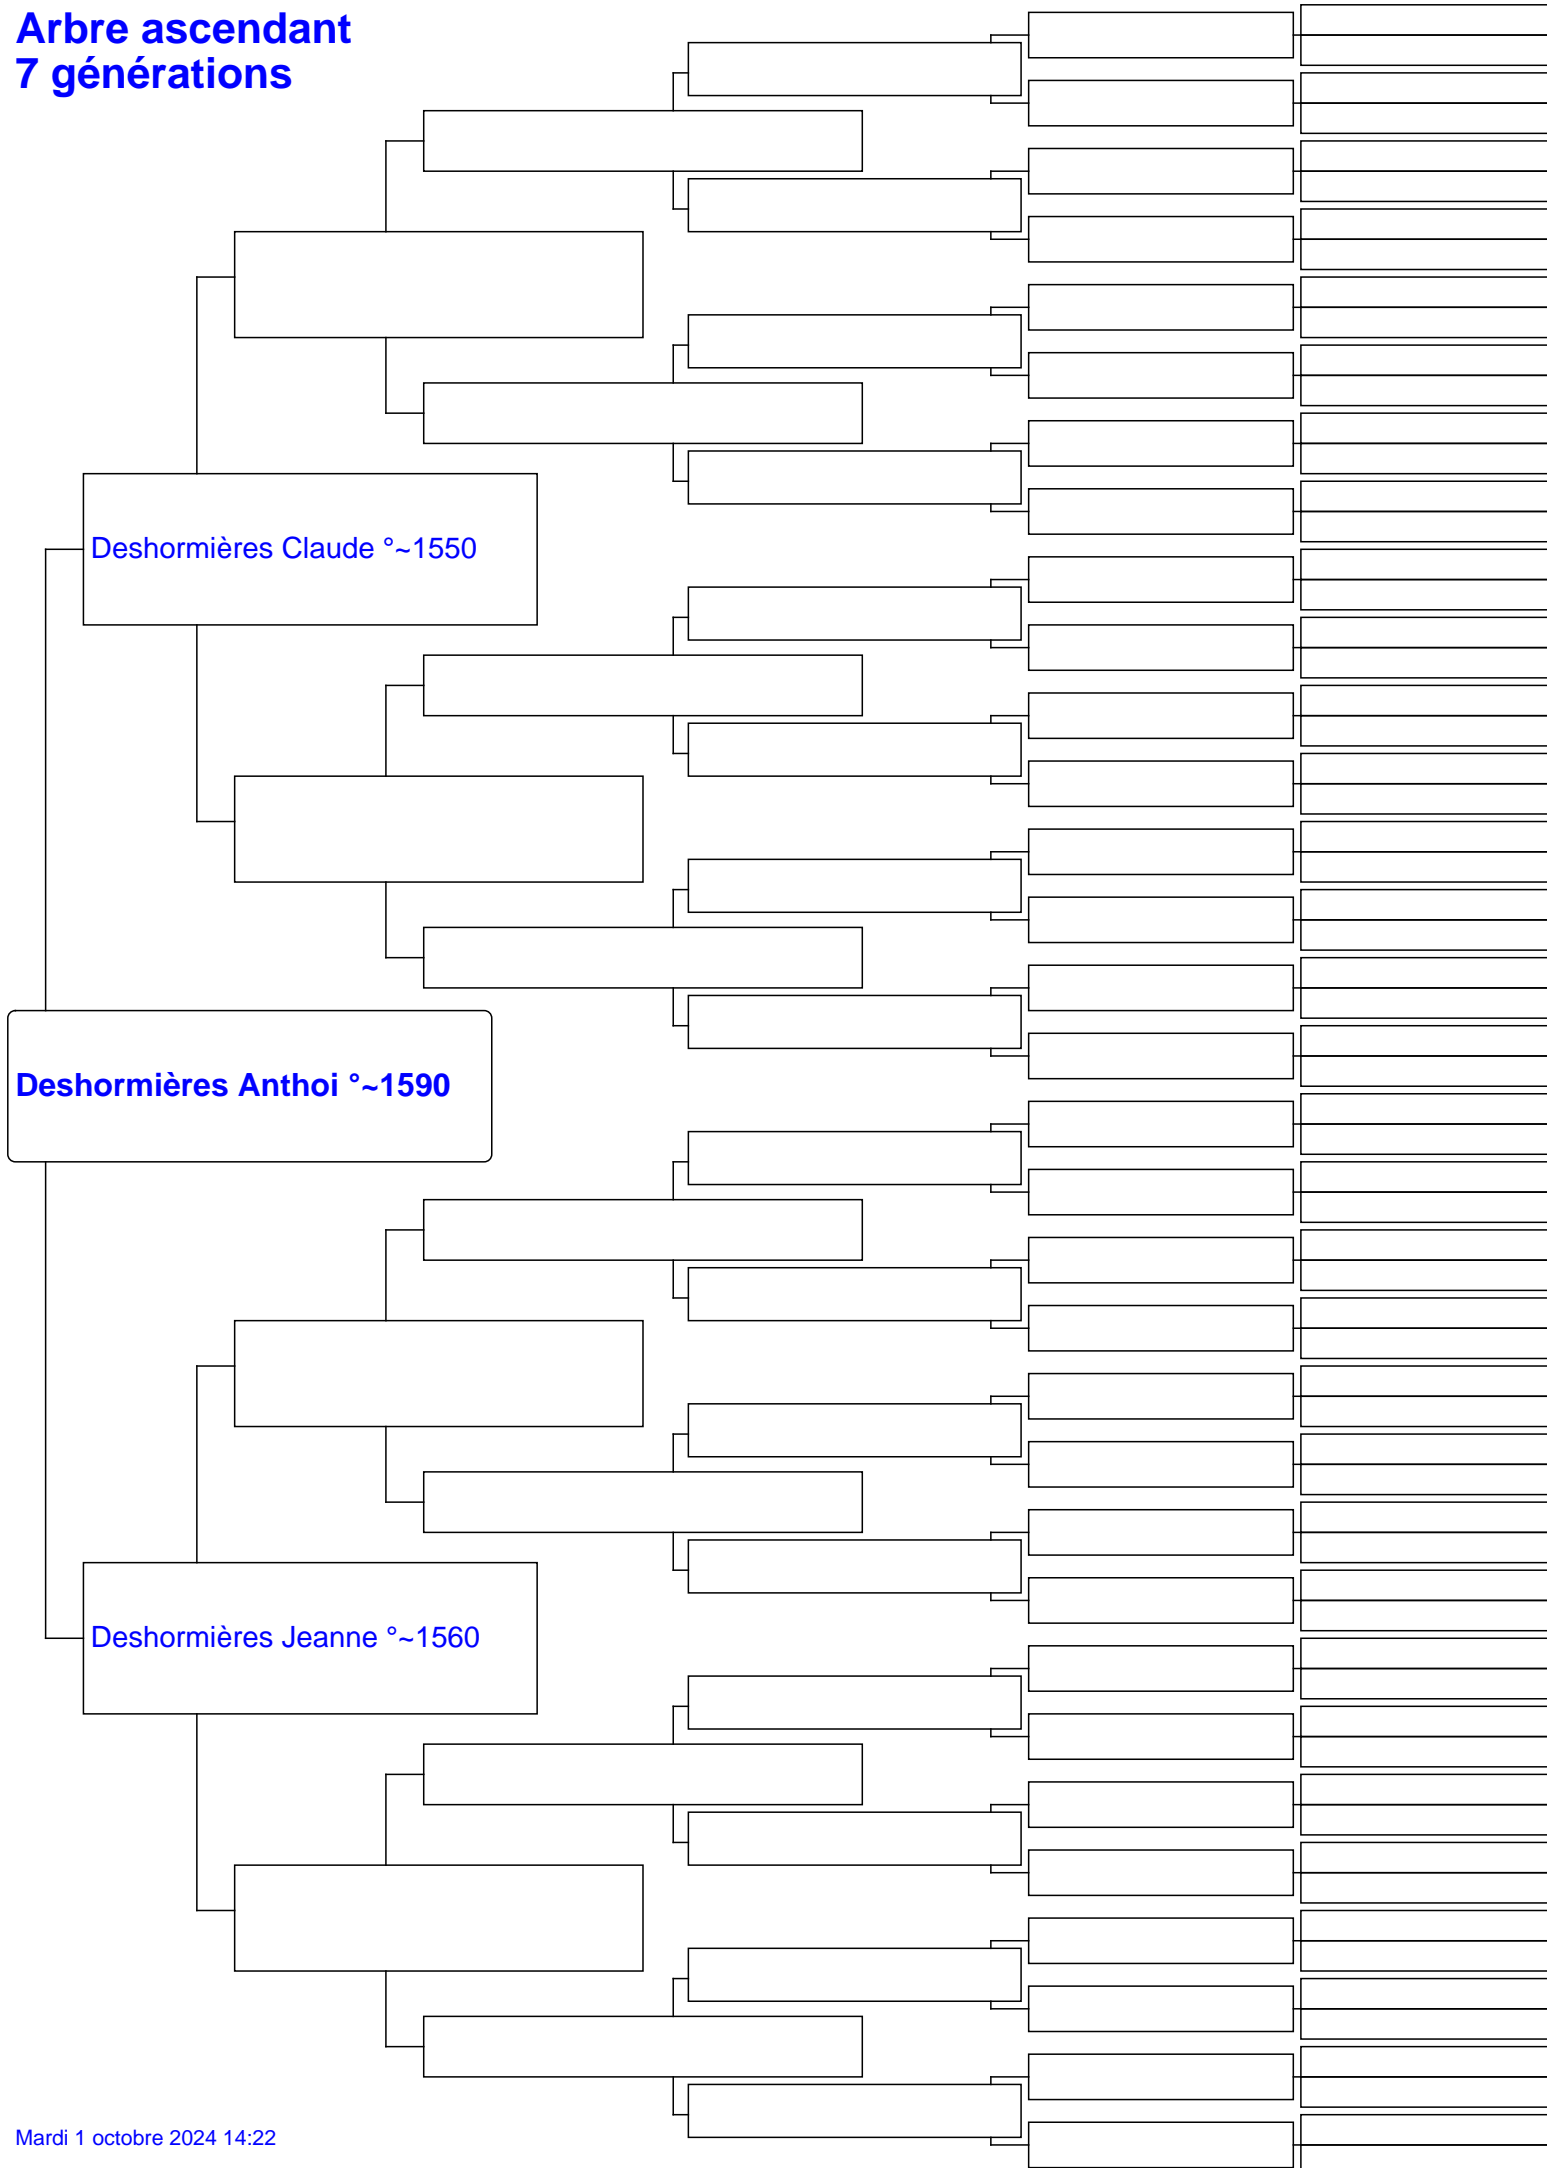 Arbre ascendant
7 générations
Deshormières Claude °~1550
Deshormières Anthoi °~1590
Deshormières Jeanne °~1560
Mardi 1 octobre 2024 14:22